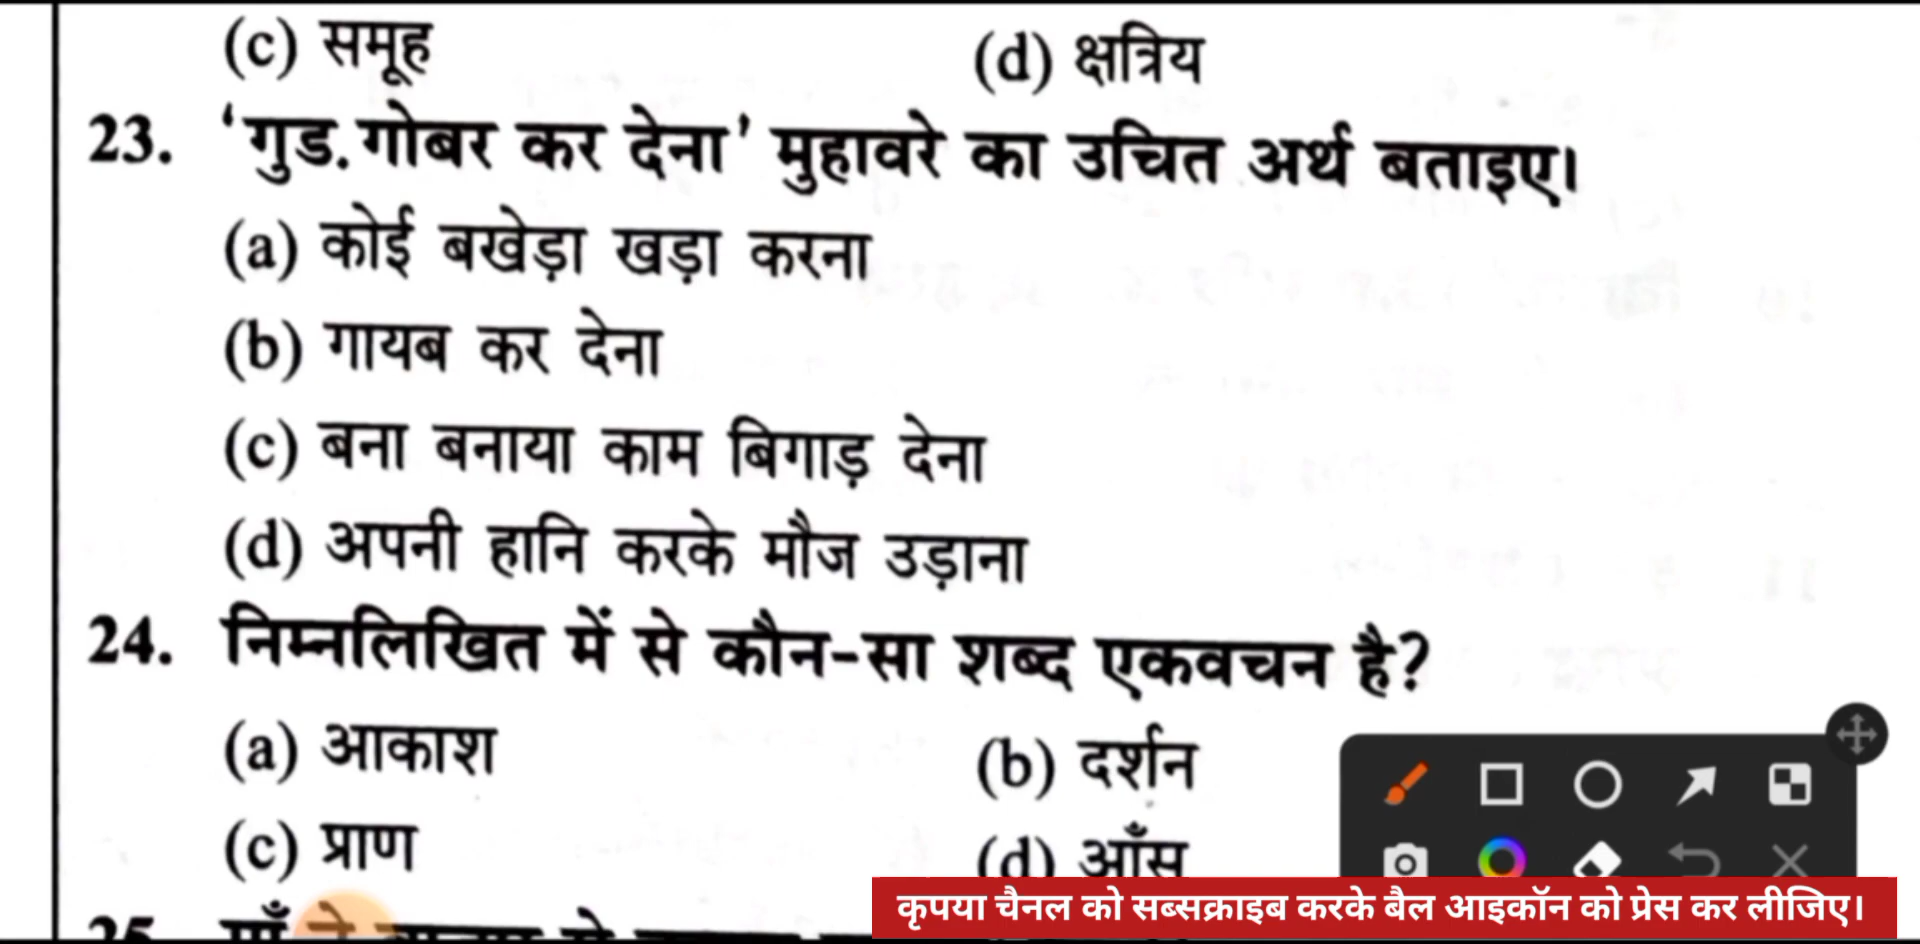 (c) समूह (d) क्षत्रिय
23. 'गुड.गोबर कर देना' मुहावरे का उचित अर्थ बताइए।
(a) कोई बखेड़ा खड़ा करना
(b) गायब कर देना
(c) बना बनाया काम बिगाड़ देना
(d) अपनी हानि करके मौज उड़ाना
24. निम्नलिखित में से कौन-सा शब्द एकवचन है?
(a) आकाश (b) दर्शन
(c) प्राण (d) आँसू
25. माँ ने
कृपया चैनल को सब्सक्राइब करके बैल आइकॉन को प्रेस कर लीजिए।